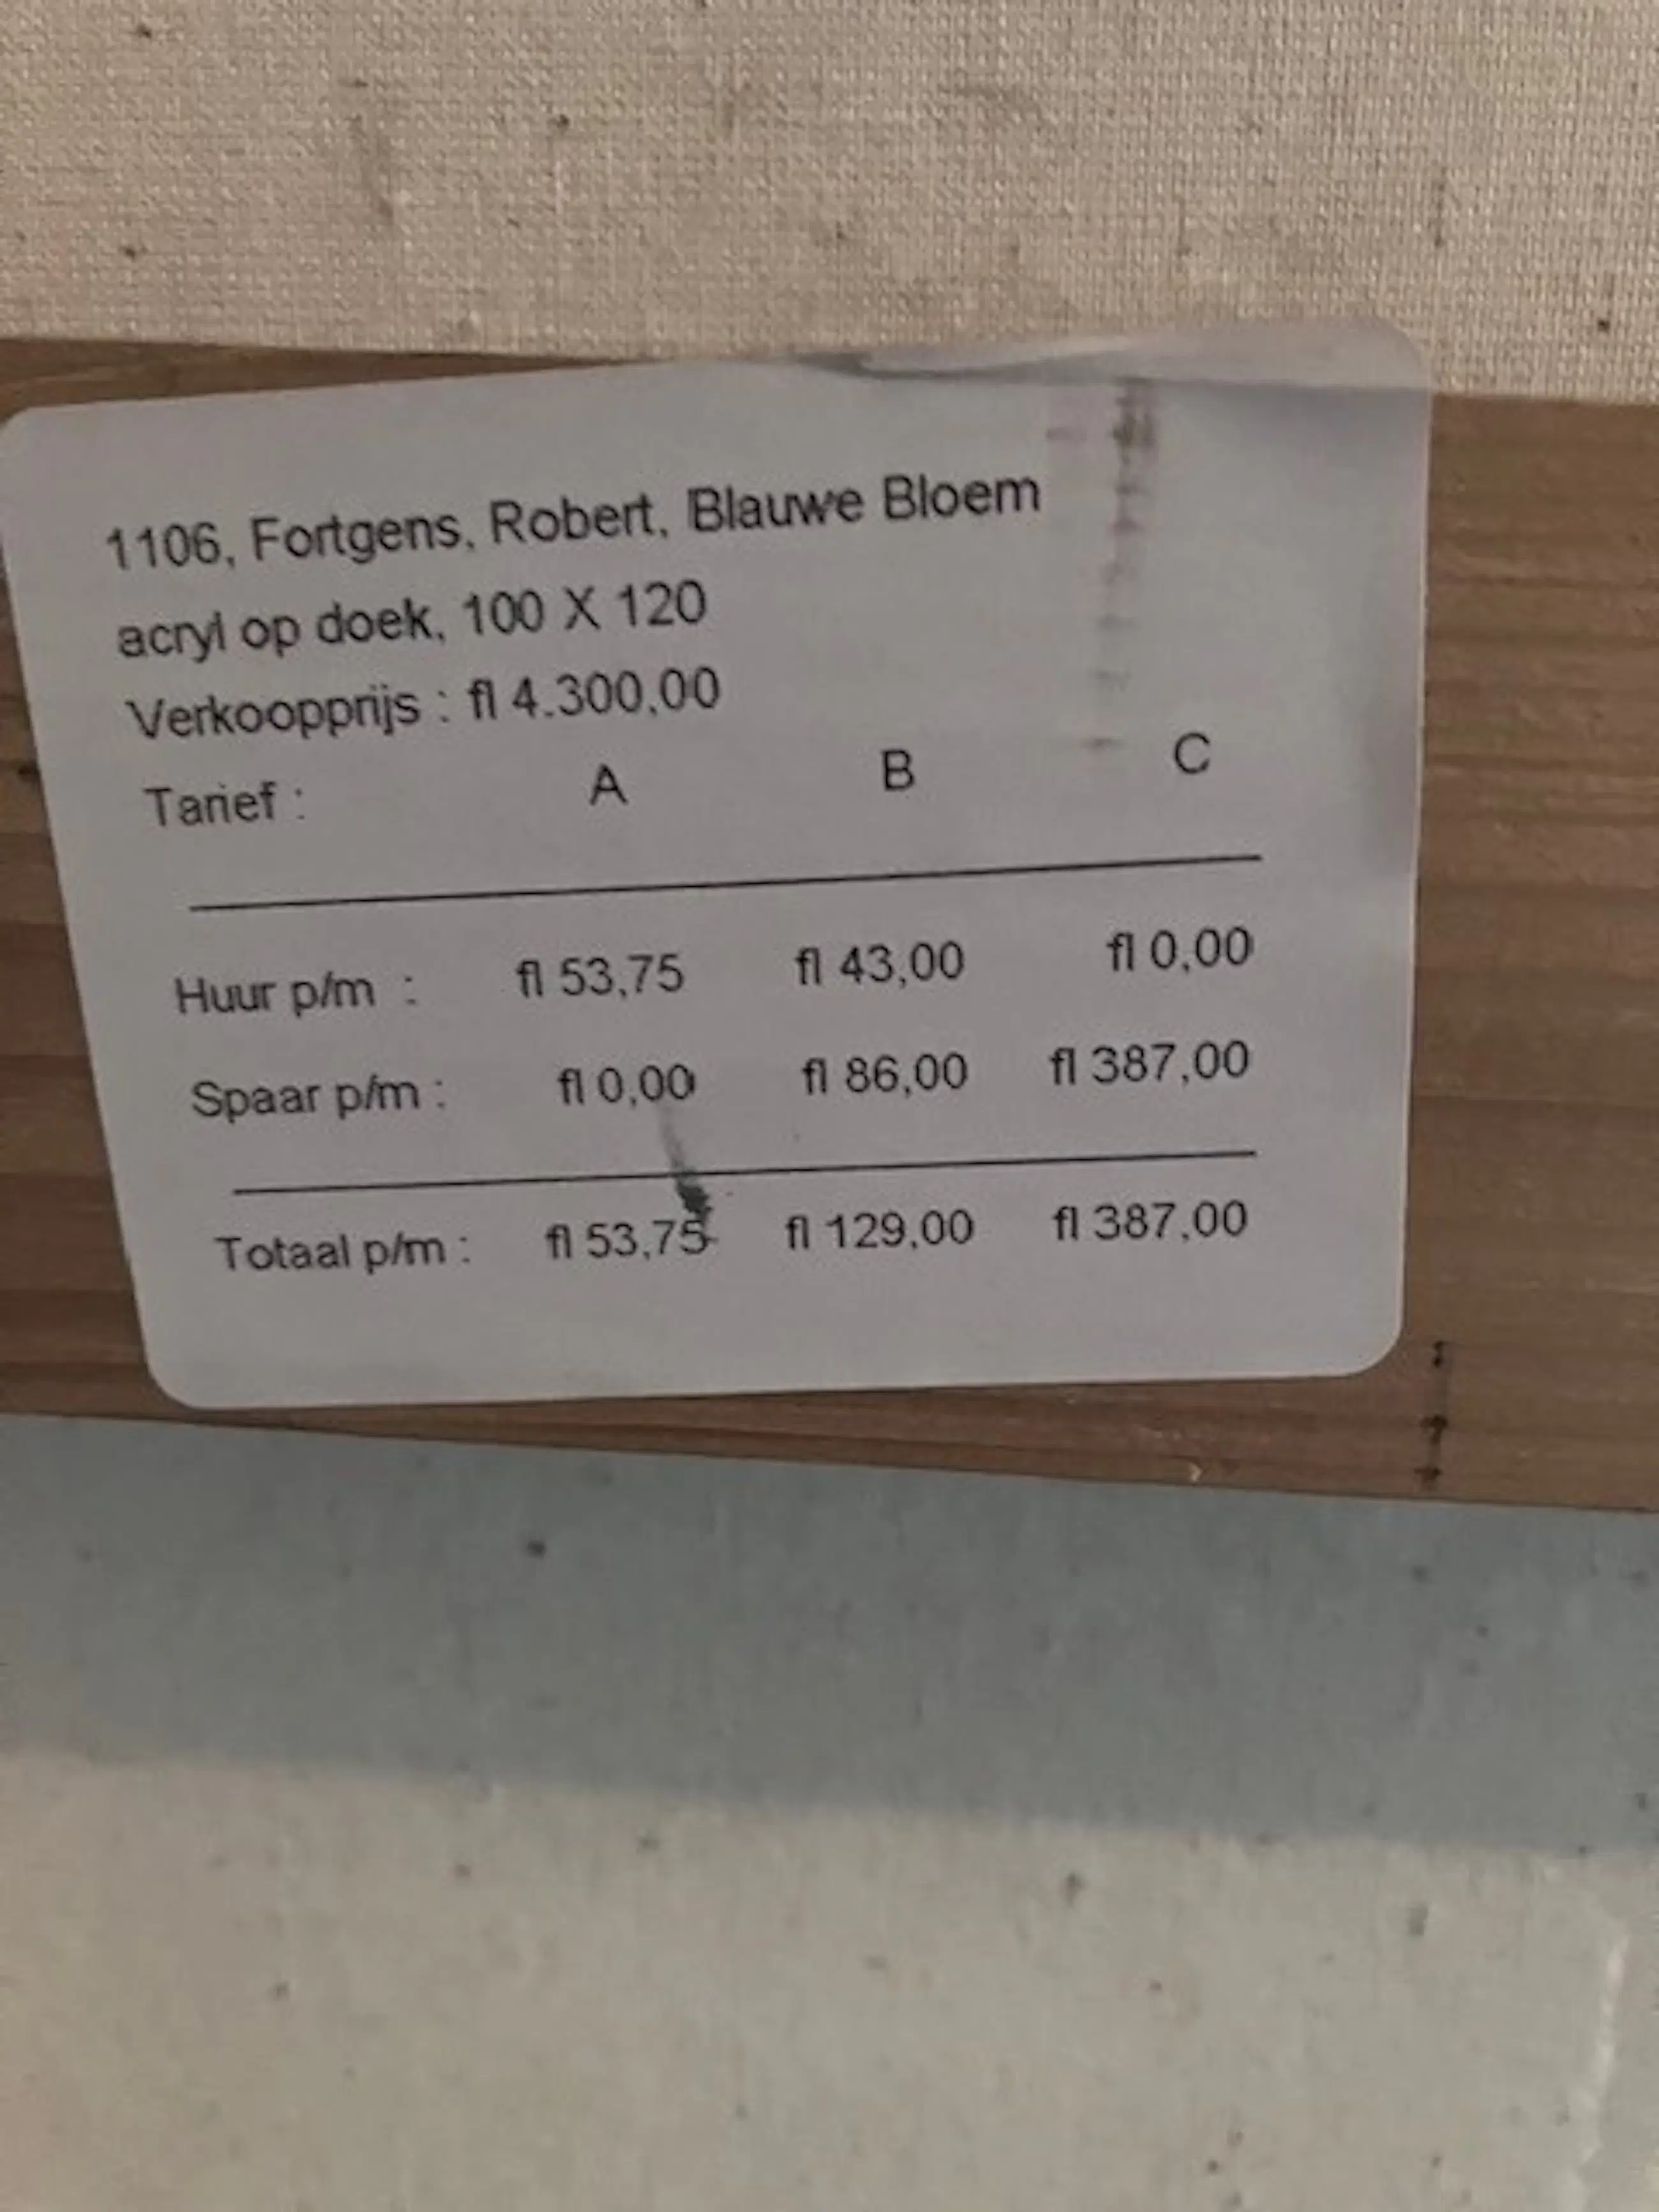 1106, Fortgens, Robert, Blauwe Bloem
acryl op doek, 100 X 120
Verkoopprijs : fl 4.300,00
Tarief : A B C
Huur p/m : fl 53,75 fl 43,00 fl 0,00
Spaar p/m : fl 0,00 fl 86,00 fl 387,00
Totaal p/m : fl 53,75 fl 129,00 fl 387,00